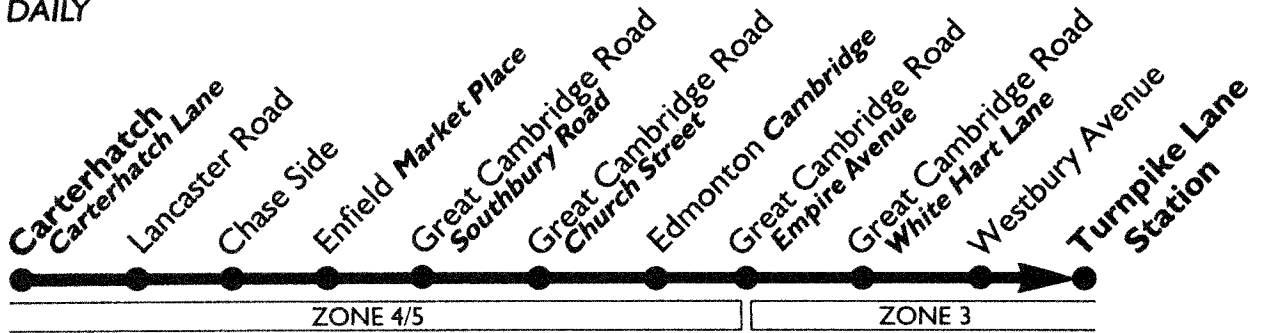 DAILY
Carterhatch
Carterhatch Lane
Lancaster Road
Chase Side
Enfield Market Place
Great Cambridge Road
Southbury Road
Great Cambridge Road
Church Street
Edmonton Cambridge
Great Cambridge Road
Empire Avenue
Great Cambridge Road
White Hart Lane
Westbury Avenue
Turnpike Lane
Station
ZONE 4/5
ZONE 3